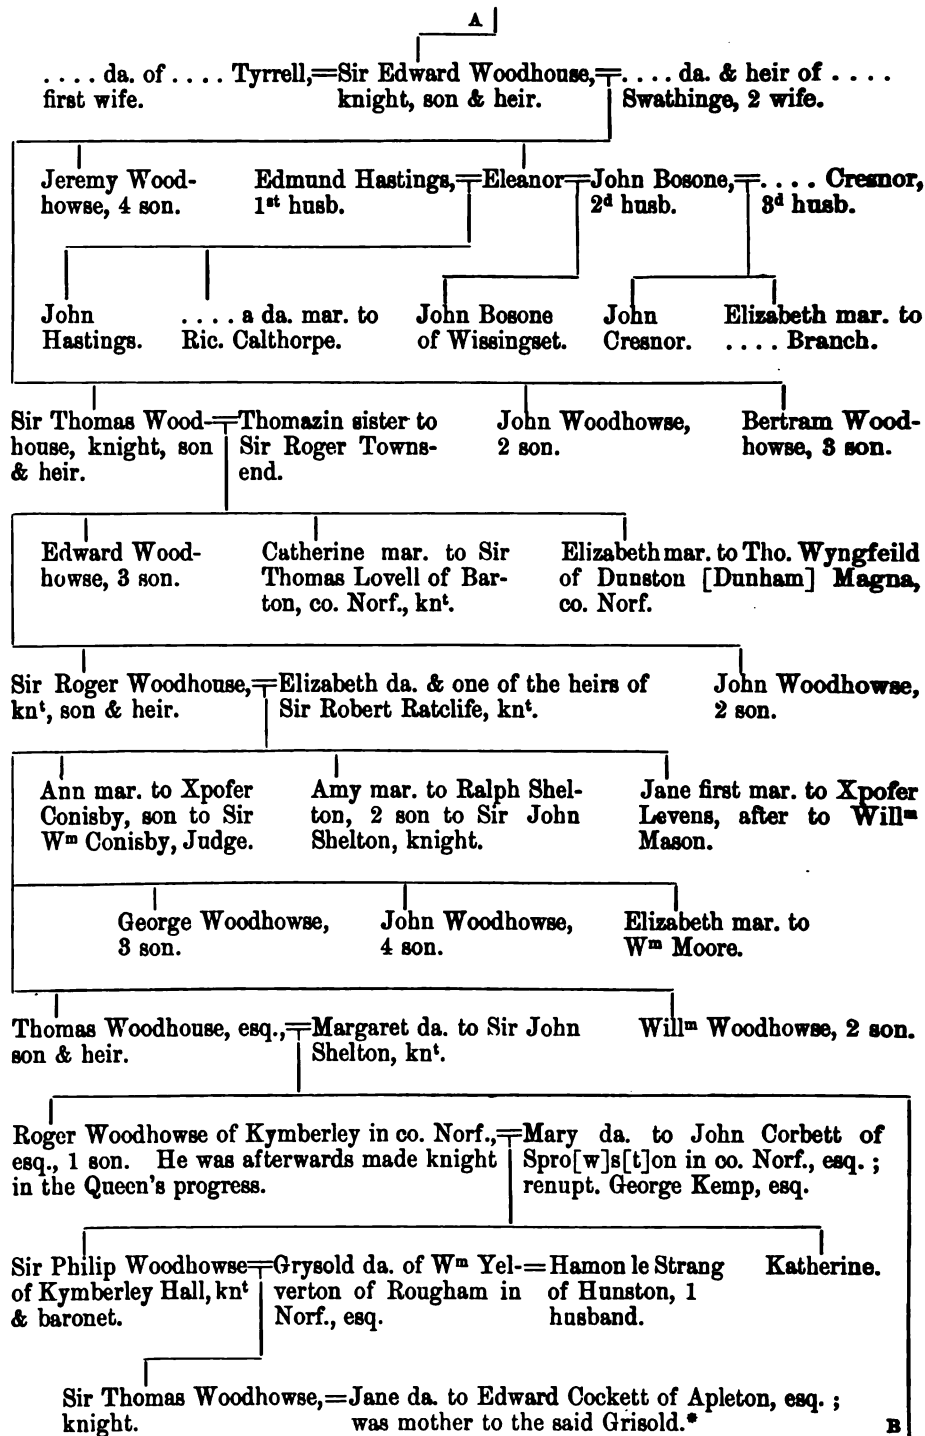 A
. . . . da. of . . . . Tyrrell,=Sir Edward Woodhouse,=. . . . da. & heir of . . . .
first wife. knight, son & heir. Swathinge, 2 wife.
Jeremy Wood- Edmund Hastings,=Eleanor=John Bosone,=. . . . Cresnor,
howse, 4 son. 1st husb. 2d husb. 3d husb.
John . . . . a da. mar. to John Bosone John Elizabeth mar. to
Hastings. Ric. Calthorpe. of Wissingset. Cresnor. . . . . Branch.
Sir Thomas Wood-=Thomazin sister to John Woodhowse, Bertram Wood-
house, knight, son Sir Roger Towns- 2 son. howse, 3 son.
& heir. end.
Edward Wood- Catherine mar. to Sir Elizabeth mar. to Tho. Wyngfeild
howse, 3 son. Thomas Lovell of Bar- of Dunston [Dunham] Magna,
ton, co. Norf., knt. co. Norf.
Sir Roger Woodhouse,=Elizabeth da. & one of the heirs of John Woodhowse,
knt, son & heir. Sir Robert Ratclife, knt. 2 son.
Ann mar. to Xpofer Amy mar. to Ralph Shel- Jane first mar. to Xpofer
Conisby, son to Sir ton, 2 son to Sir John Levens, after to Willm
Wm Conisby, Judge. Shelton, knight. Mason.
George Woodhowse, John Woodhowse, Elizabeth mar. to
3 son. 4 son. Wm Moore.
Thomas Woodhouse, esq.,=Margaret da. to Sir John Willm Woodhowse, 2 son.
son & heir. Shelton, knt.
Roger Woodhowse of Kymberley in co. Norf.,=Mary da. to John Corbett of
esq., 1 son. He was afterwards made knight Spro[w]s[t]on in co. Norf., esq. ;
in the Queen's progress. renupt. George Kemp, esq.
Sir Philip Woodhowse=Grysold da. of Wm Yel-=Hamon le Strang Katherine.
of Kymberley Hall, knt verton of Rougham in of Hunston, 1
& baronet. Norf., esq. husband.
Sir Thomas Woodhowse,=Jane da. to Edward Cockett of Apleton, esq. ;
knight. was mother to the said Grisold.* B